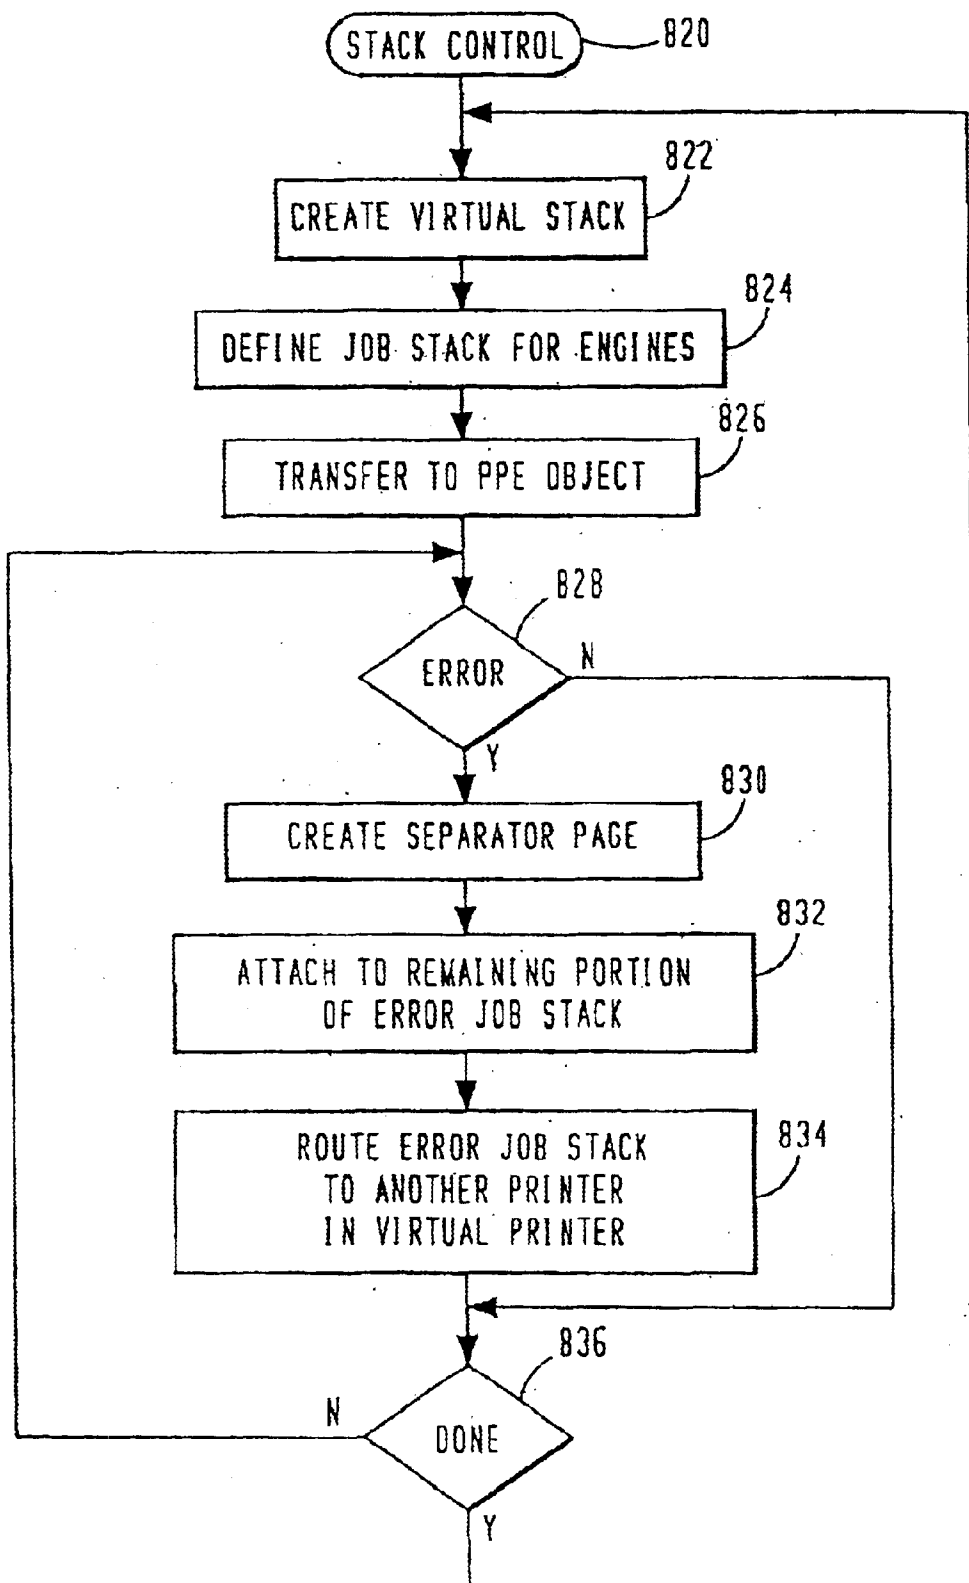 STACK CONTROL
820
822
CREATE VIRTUAL STACK
824
DEFINE JOB STACK FOR ENGINES
826
TRANSFER TO PPE OBJECT
828
ERROR
N
Y
830
CREATE SEPARATOR PAGE
832
ATTACH TO REMAINING PORTION
OF ERROR JOB STACK
834
ROUTE ERROR JOB STACK
TO ANOTHER PRINTER
IN VIRTUAL PRINTER
836
N
DONE
Y